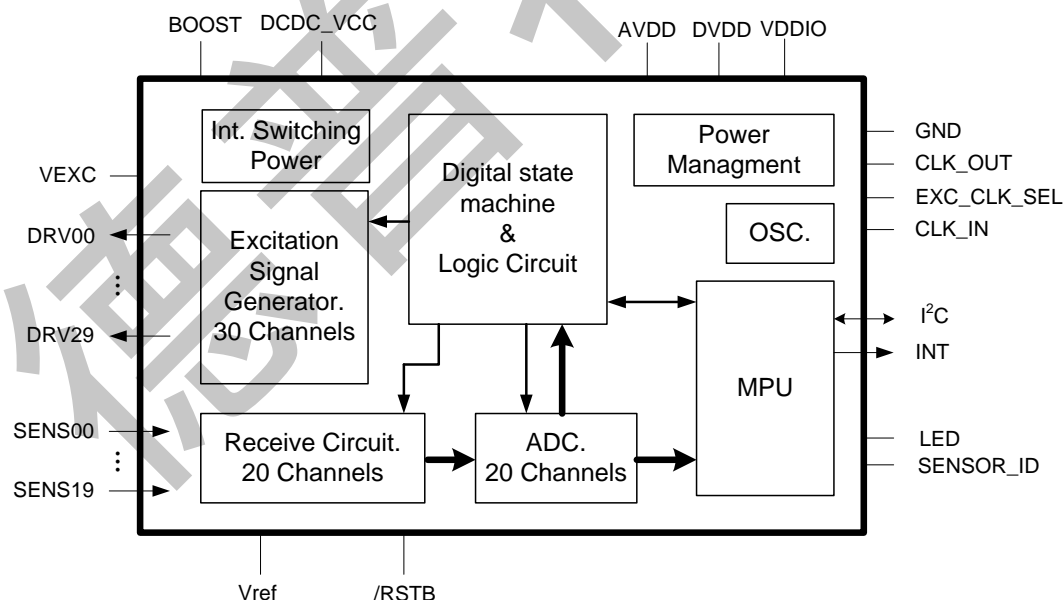 BOOST
DCDC_VCC
AVDD
DVDD
VDDIO
Int. Switching
Power
Power
Managment
Digital state
machine
&
Logic Circuit
GND
CLK_OUT
EXC_CLK_SEL
CLK_IN
VEXC
DRV00
...
DRV29
Excitation
Signal
Generator.
30 Channels
OSC.
MPU
I²C
INT
SENS00
...
SENS19
Receive Circuit.
20 Channels
ADC.
20 Channels
LED
SENSOR_ID
Vref
/RSTB
德普